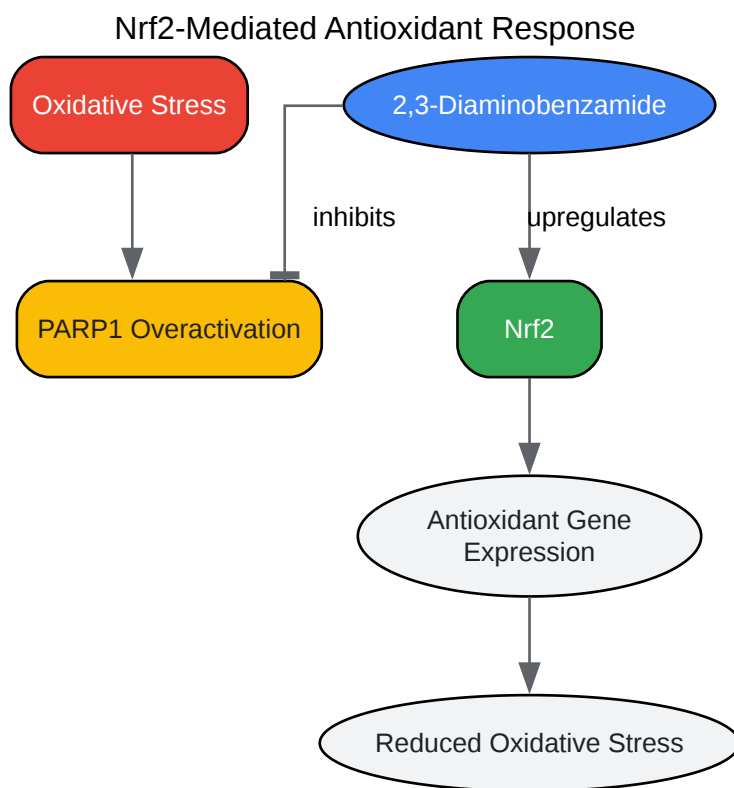 Nrf2-Mediated Antioxidant Response
Oxidative Stress
2,3-Diaminobenzamide
inhibits
upregulates
PARP1 Overactivation
Nrf2
Antioxidant Gene
Expression
Reduced Oxidative Stress